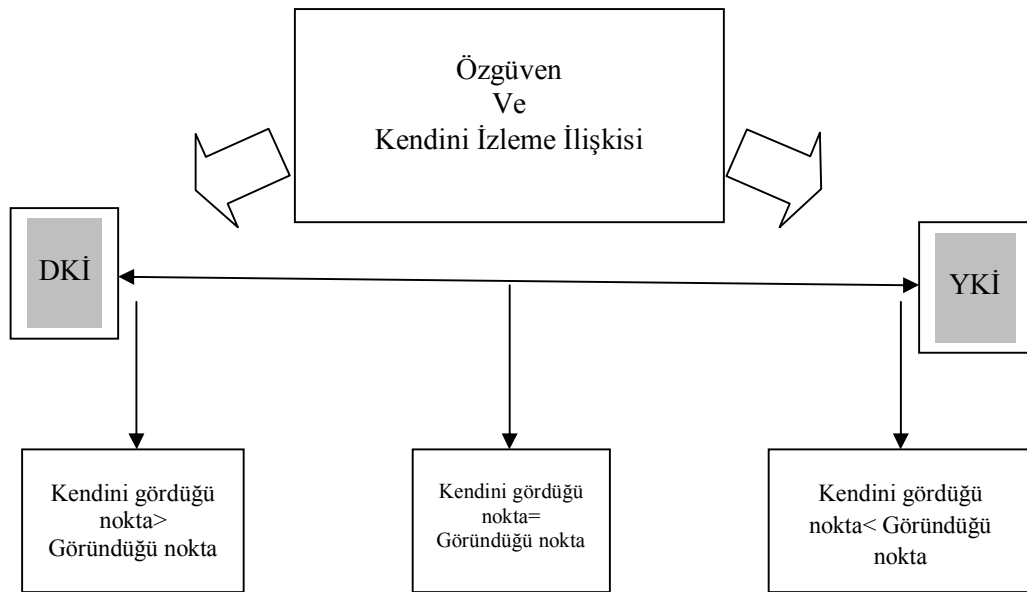 Özgüven
Ve
Kendini İzleme İlişkisi
DKİ
YKİ
Kendini gördüğü
nokta>
Göründüğü nokta
Kendini gördüğü
nokta=
Göründüğü nokta
Kendini gördüğü
nokta< Göründüğü
nokta